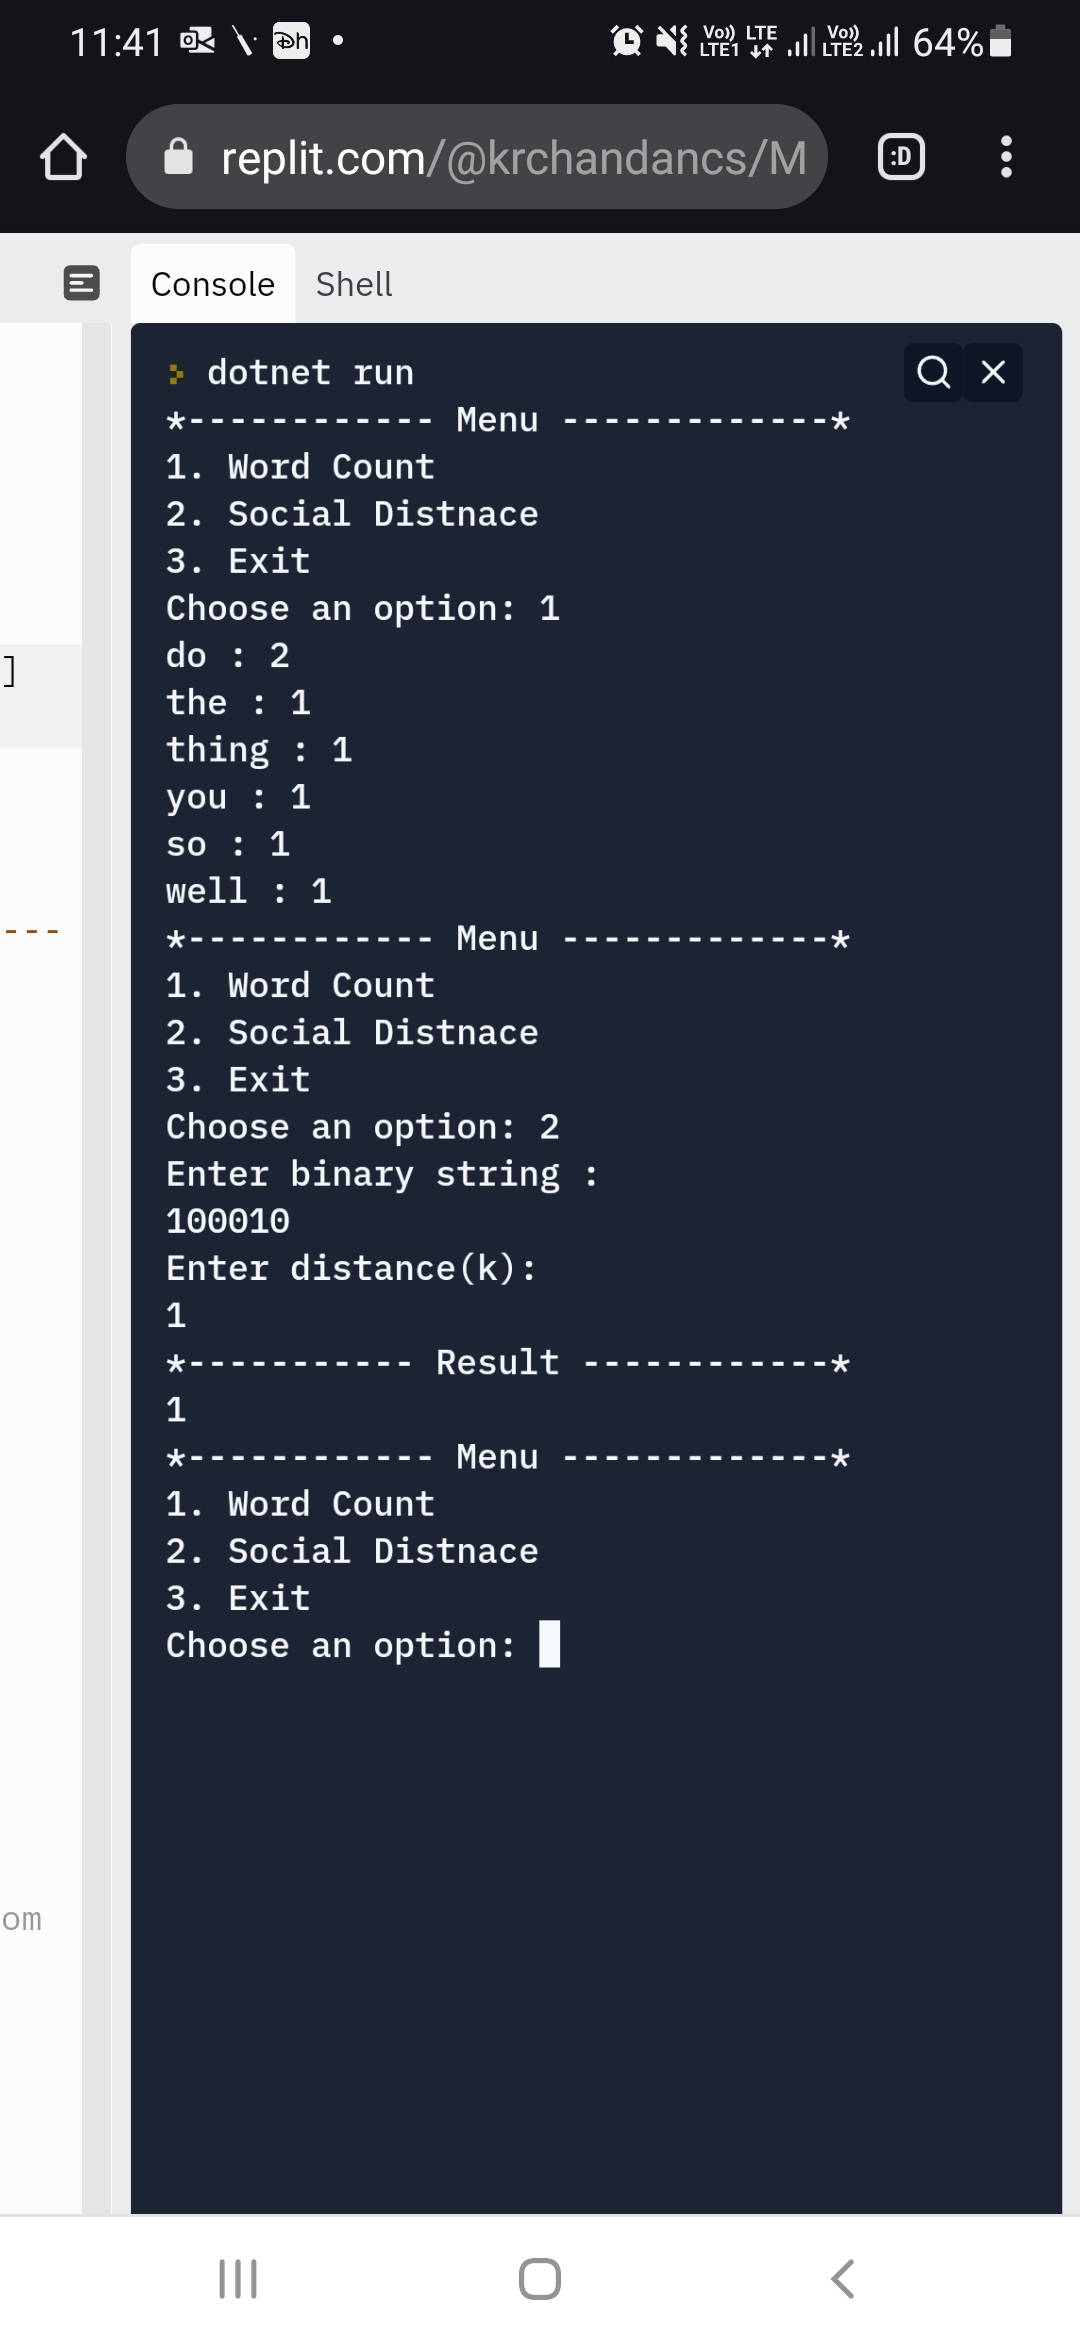 11:41
Vo)) LTE1 LTE Vo)) LTE2 64%
replit.com/@krchandancs/M
:D
Console Shell
dotnet run
*------------ Menu -------------*
1. Word Count
2. Social Distnace
3. Exit
Choose an option: 1
do : 2
]
the : 1
thing : 1
you : 1
so : 1
well : 1
---
*------------ Menu -------------*
1. Word Count
2. Social Distnace
3. Exit
Choose an option: 2
Enter binary string :
100010
Enter distance(k):
1
*----------- Result ------------*
1
*------------ Menu -------------*
1. Word Count
2. Social Distnace
3. Exit
Choose an option:
om